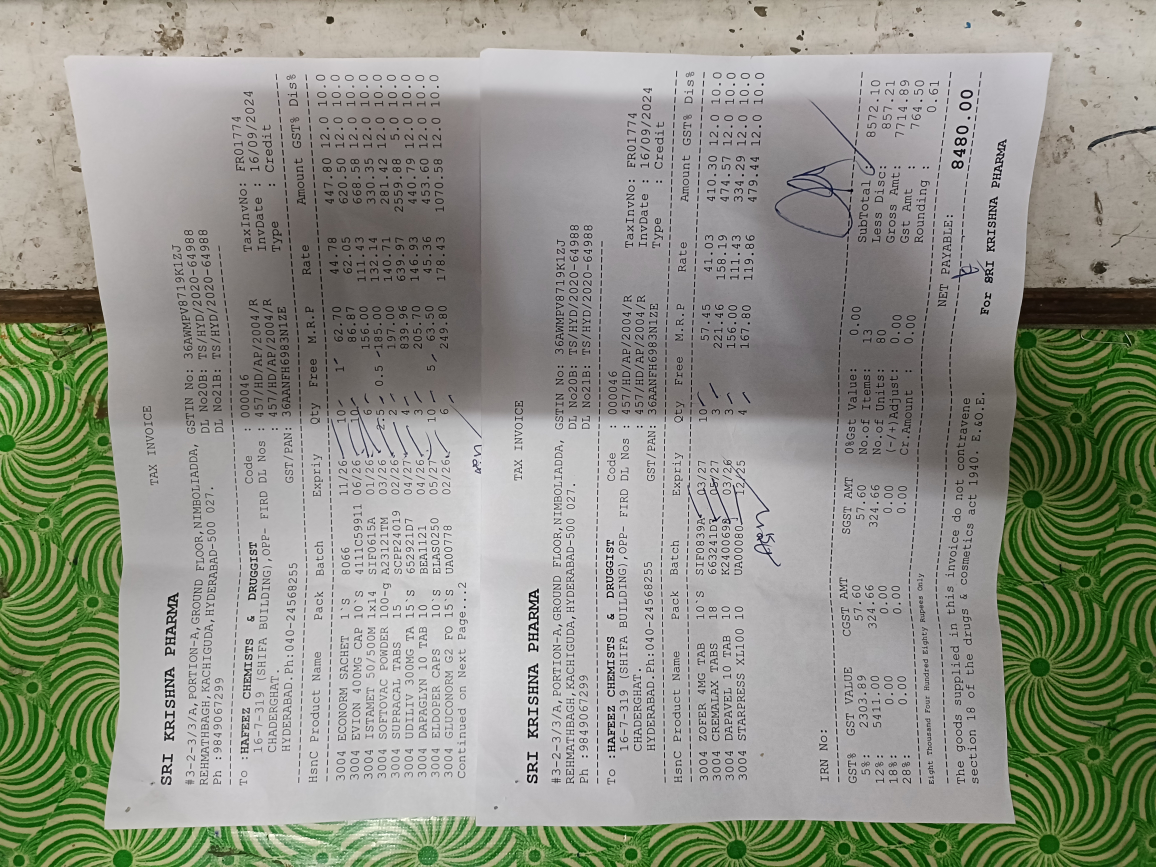 TAX INVOICE
SRI KRISHNA PHARMA
#3-2-3/3/A,PORTION-A,GROUND FLOOR,NIMBOLIADDA, GSTIN No: 36AWMPV8719K1ZJ
REHMATHBAGH,KACHIGUDA,HYDERABAD-500 027. DL No20B: TS/HYD/2020-64988
Ph :9849067299 DL No21B: TS/HYD/2020-64988
To :HAFEEZ CHEMISTS & DRUGGIST Code : 000046 TaxInvNo: FR01774
16-7-319 (SHIFA BUILDING),OPP- FIRD DL Nos : 457/HD/AP/2004/R InvDate : 16/09/2024
CHADERGHAT. : 457/HD/AP/2004/R Type : Credit
HYDERABAD.Ph:040-24568255 GST/PAN: 36AANFH6983N1ZE
HsnC Product Name Pack Batch Expriy Qty Free M.R.P Rate Amount GST% Dis%
3004 ECONORM SACHET 1`S 8066 11/26 10 1 62.70 44.78 447.80 12.0 10.0
3004 EVION 400MG CAP 10`S 4111C59911 06/26 10 86.87 62.05 620.50 12.0 10.0
3004 ISTAMET 50/500M 1x14 SIF0615A 01/26 6 156.00 111.43 668.58 12.0 10.0
3004 SOFTOVAC POWDER 100-g A23121TM 03/26 2.5 0.5 185.00 132.14 330.35 12.0 10.0
3004 SUPRACAL TABS 15 SCPP24019 02/26 2 197.00 140.71 281.42 12.0 10.0
3004 UDILIV 300MG TA 15`S 652921D7 04/27 4 839.96 639.97 2559.88 5.0 10.0
3004 DAPAGLYN 10 TAB 10 BEA1121 04/26 3 205.70 146.93 440.79 12.0 10.0
3004 ELDOPER CAPS 10`S ELAS0250 05/27 10 5 63.50 45.36 453.60 12.0 10.0
3004 GLUCONORM G2 FO 15`S UA00778 02/26 6 249.80 178.43 1070.58 12.0 10.0
Continued on Next Page...2
TAX INVOICE
SRI KRISHNA PHARMA
#3-2-3/3/A,PORTION-A,GROUND FLOOR,NIMBOLIADDA, GSTIN No: 36AWMPV8719K1ZJ
REHMATHBAGH,KACHIGUDA,HYDERABAD-500 027. DL No20B: TS/HYD/2020-64988
Ph :9849067299 DL No21B: TS/HYD/2020-64988
To :HAFEEZ CHEMISTS & DRUGGIST Code : 000046 TaxInvNo: FR01774
16-7-319 (SHIFA BUILDING),OPP- FIRD DL Nos : 457/HD/AP/2004/R InvDate : 16/09/2024
CHADERGHAT. : 457/HD/AP/2004/R Type : Credit
HYDERABAD.Ph:040-24568255 GST/PAN: 36AANFH6983N1ZE
HsnC Product Name Pack Batch Expriy Qty Free M.R.P Rate Amount GST% Dis%
3004 ZOFER 4MG TAB 10`S SIF0839A 03/27 10 57.45 41.03 410.30 12.0 10.0
3004 CREMALAX TABS 18 663241D7 05/27 3 221.46 158.19 474.57 12.0 10.0
3004 DAPAVEL 10 TAB 10 K240069B 03/26 3 156.00 111.43 334.29 12.0 10.0
3004 STARPRESS XL100 10 UA00080 12/25 4 167.80 119.86 479.44 12.0 10.0
IRN No:
GST% GST VALUE CGST AMT SGST AMT 0%Gst Value: 0.00 SubTotal : 8572.10
5%: 2303.89 57.60 57.60 No.of Items: 13 Less Disc: 857.21
12%: 5411.00 324.66 324.66 No.of Units: 80 Gross Amt: 7714.89
18%: 0.00 0.00 0.00 (-/+)Adjust: 0.00 Gst Amt : 764.50
28%: 0.00 0.00 0.00 Cr.Amount : 0.00 Rounding : 0.61
Eight Thousand Four Hundred Eighty Rupees Only NET PAYABLE: 8480.00
The goods supplied in this invoice do not contravene
section 18 of the drugs & cosmetics act 1940. E.&O.E. For SRI KRISHNA PHARMA